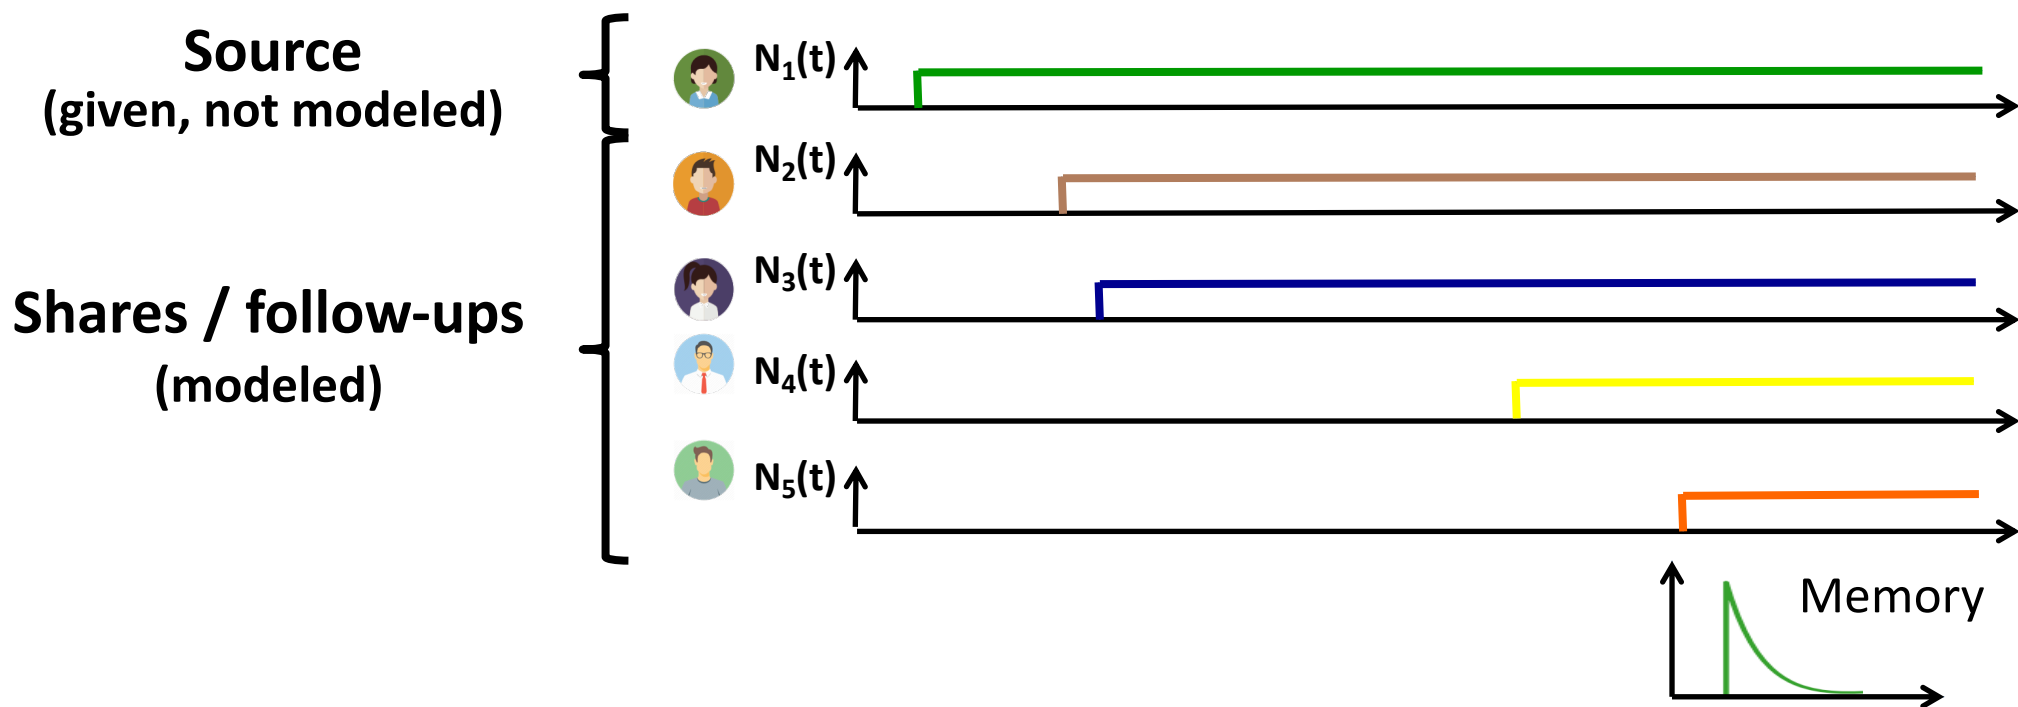 Source
(given, not modeled)
N₁(t)
N₂(t)
Shares / follow-ups
(modeled)
N₃(t)
N₄(t)
N₅(t)
Memory